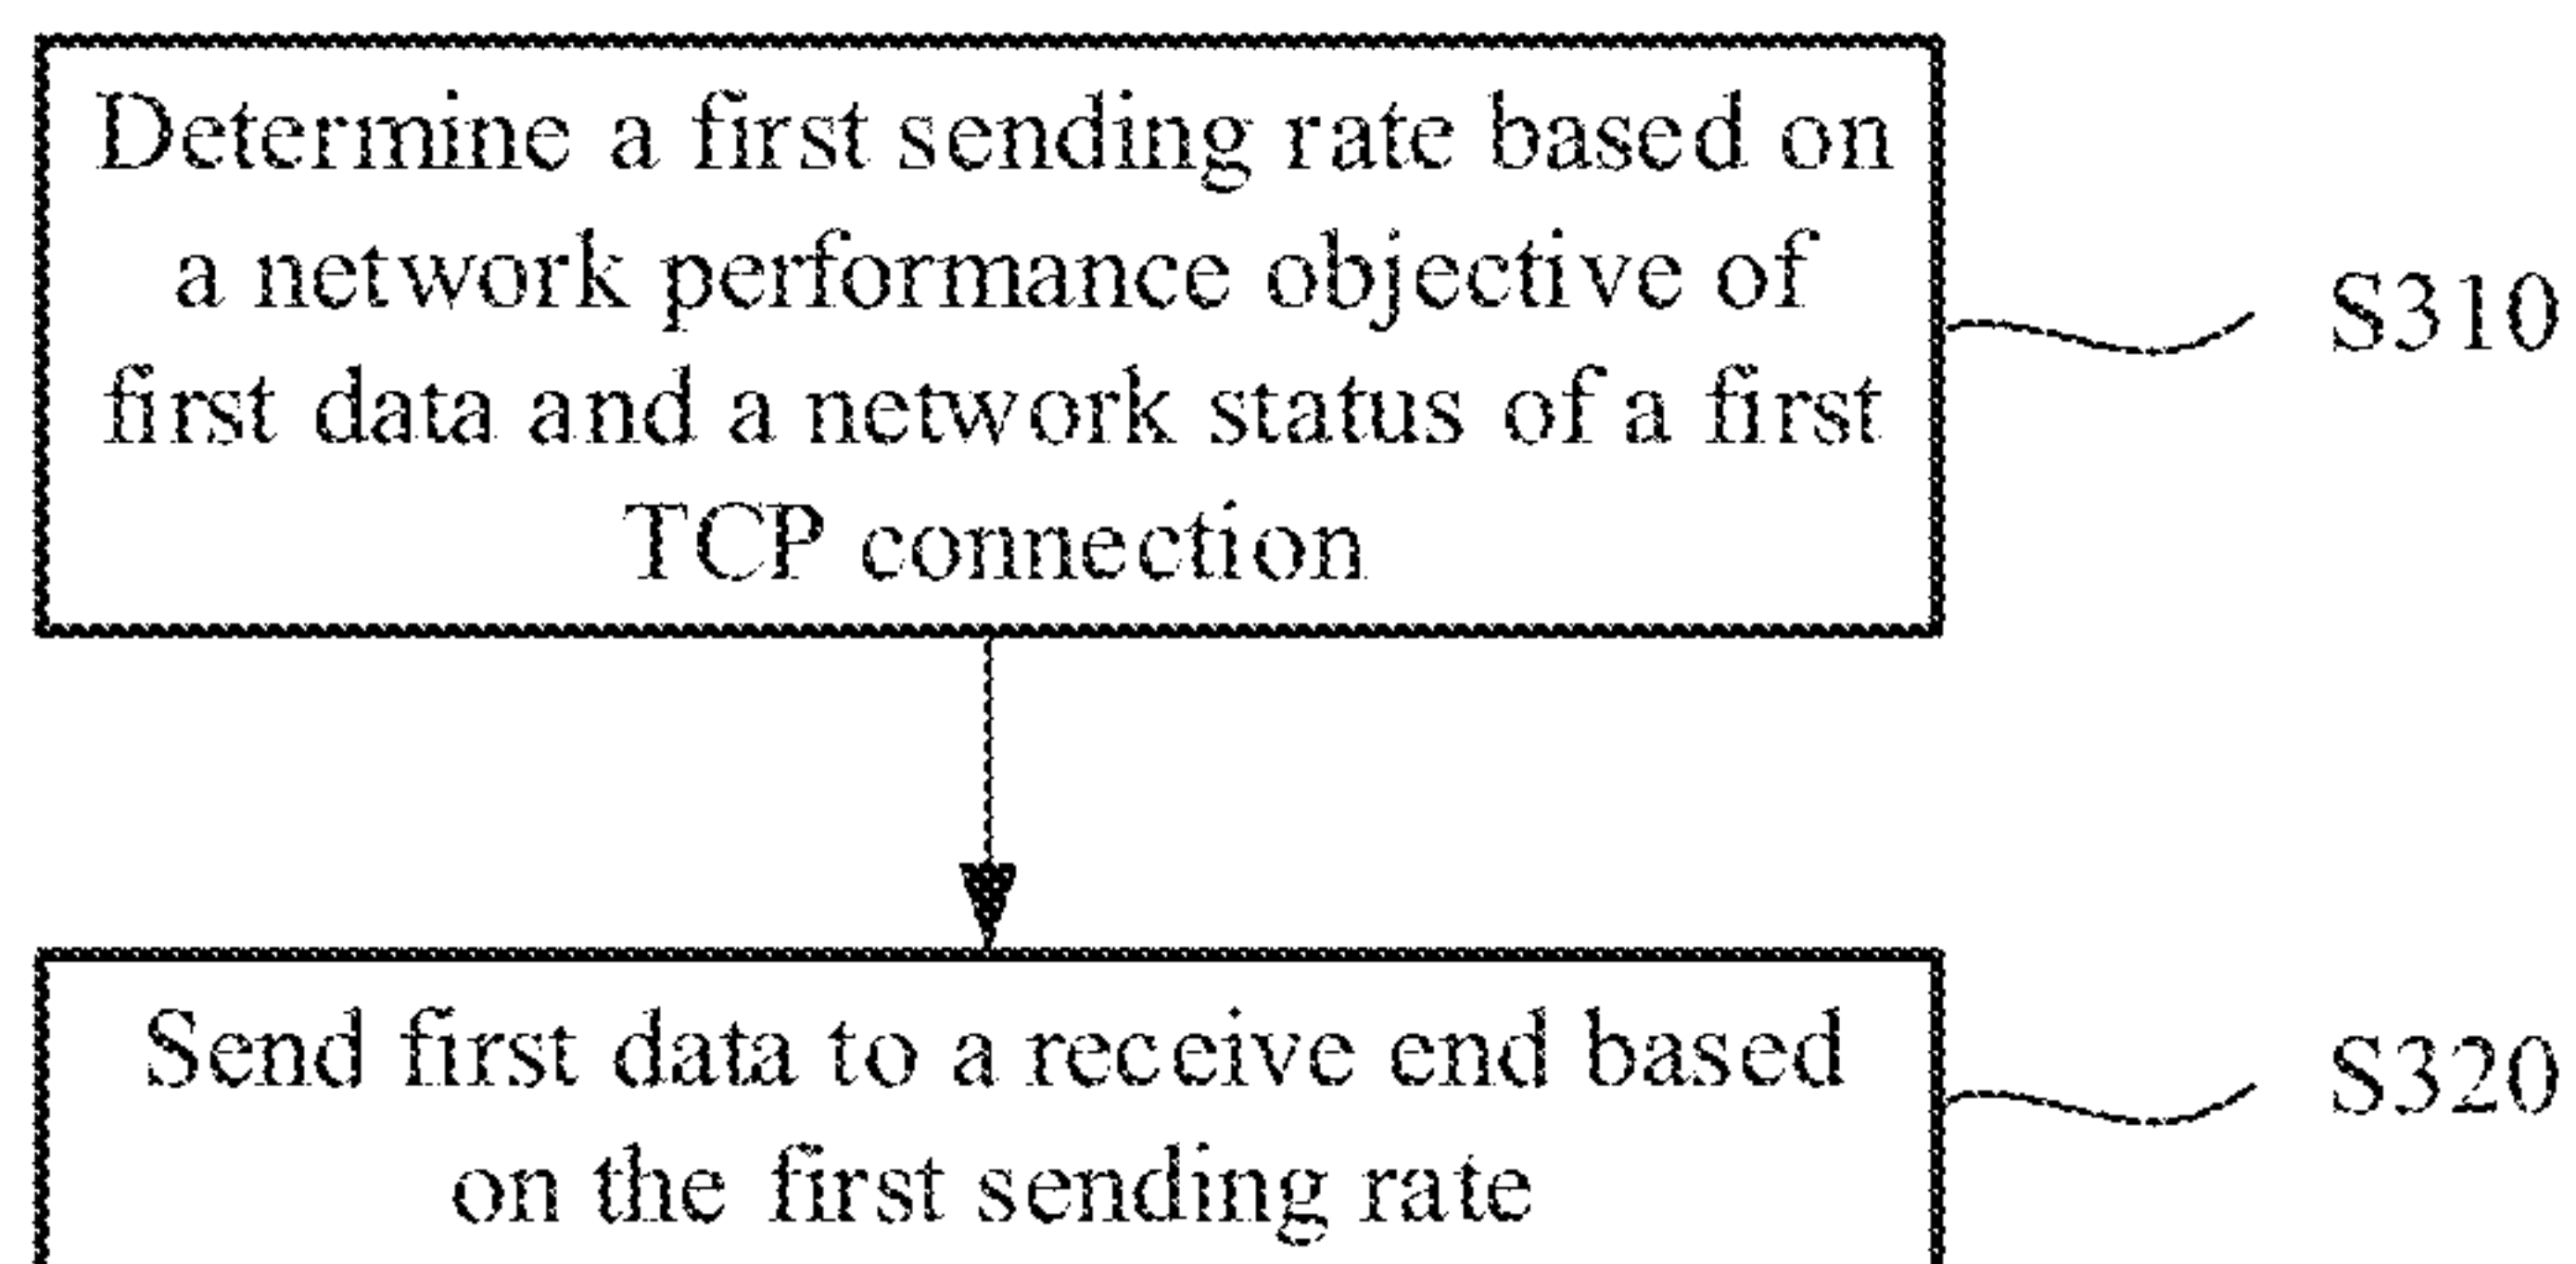 Determine a first sending rate based on
a network performance objective of
first data and a network status of a first
TCP connection
S310
Send first data to a receive end based
on the first sending rate
S320